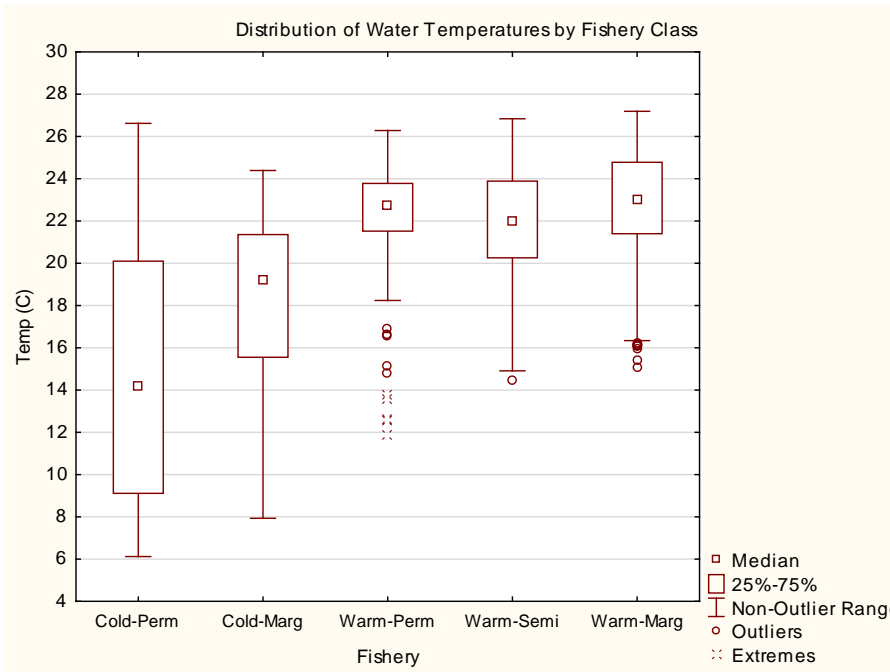 Distribution of Water Temperatures by Fishery Class
30
28
26
24
22
20
18
16
14
12
10
8
6
4
Temp (C)
Cold-Perm Cold-Marg Warm-Perm Warm-Semi Warm-Marg
Fishery
Median
25%-75%
Non-Outlier Range
Outliers
Extremes